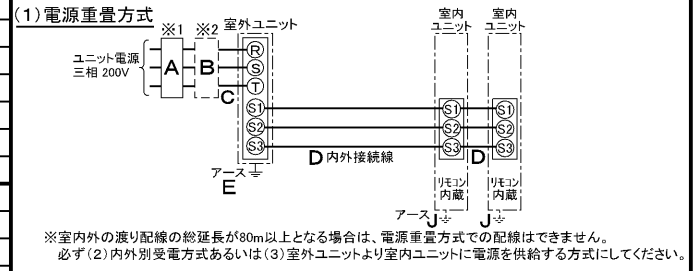 (1)電源重畳方式
※1 ※2 室外ユニット 室内ユニット 室内ユニット
ユニット電源
三相 200V
A B C
R
S
T
S1 S1 S1
S2 S2 S2
S3 S3 S3
D 内外接続線 D
アース
E
リモコン内蔵 リモコン内蔵
アース J J
※室内外の渡り配線の総延長が80m以上となる場合は、電源重畳方式での配線はできません。
必ず(2)内外別受電方式あるいは(3)室外ユニットより室内ユニットに電源を供給する方式にしてください。